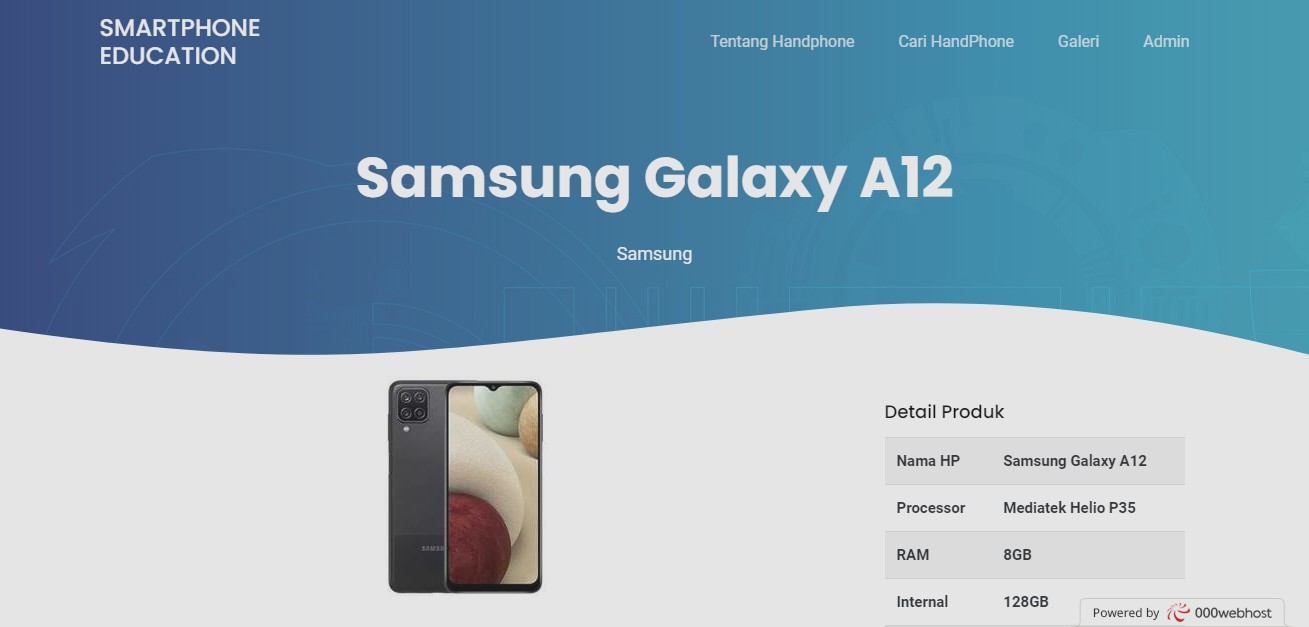 SMARTPHONE
EDUCATION
Tentang Handphone Cari HandPhone Galeri Admin
Samsung Galaxy A12
Samsung
Detail Produk
Nama HP Samsung Galaxy A12
Processor Mediatek Helio P35
RAM 8GB
Internal 128GB
Powered by 000webhost